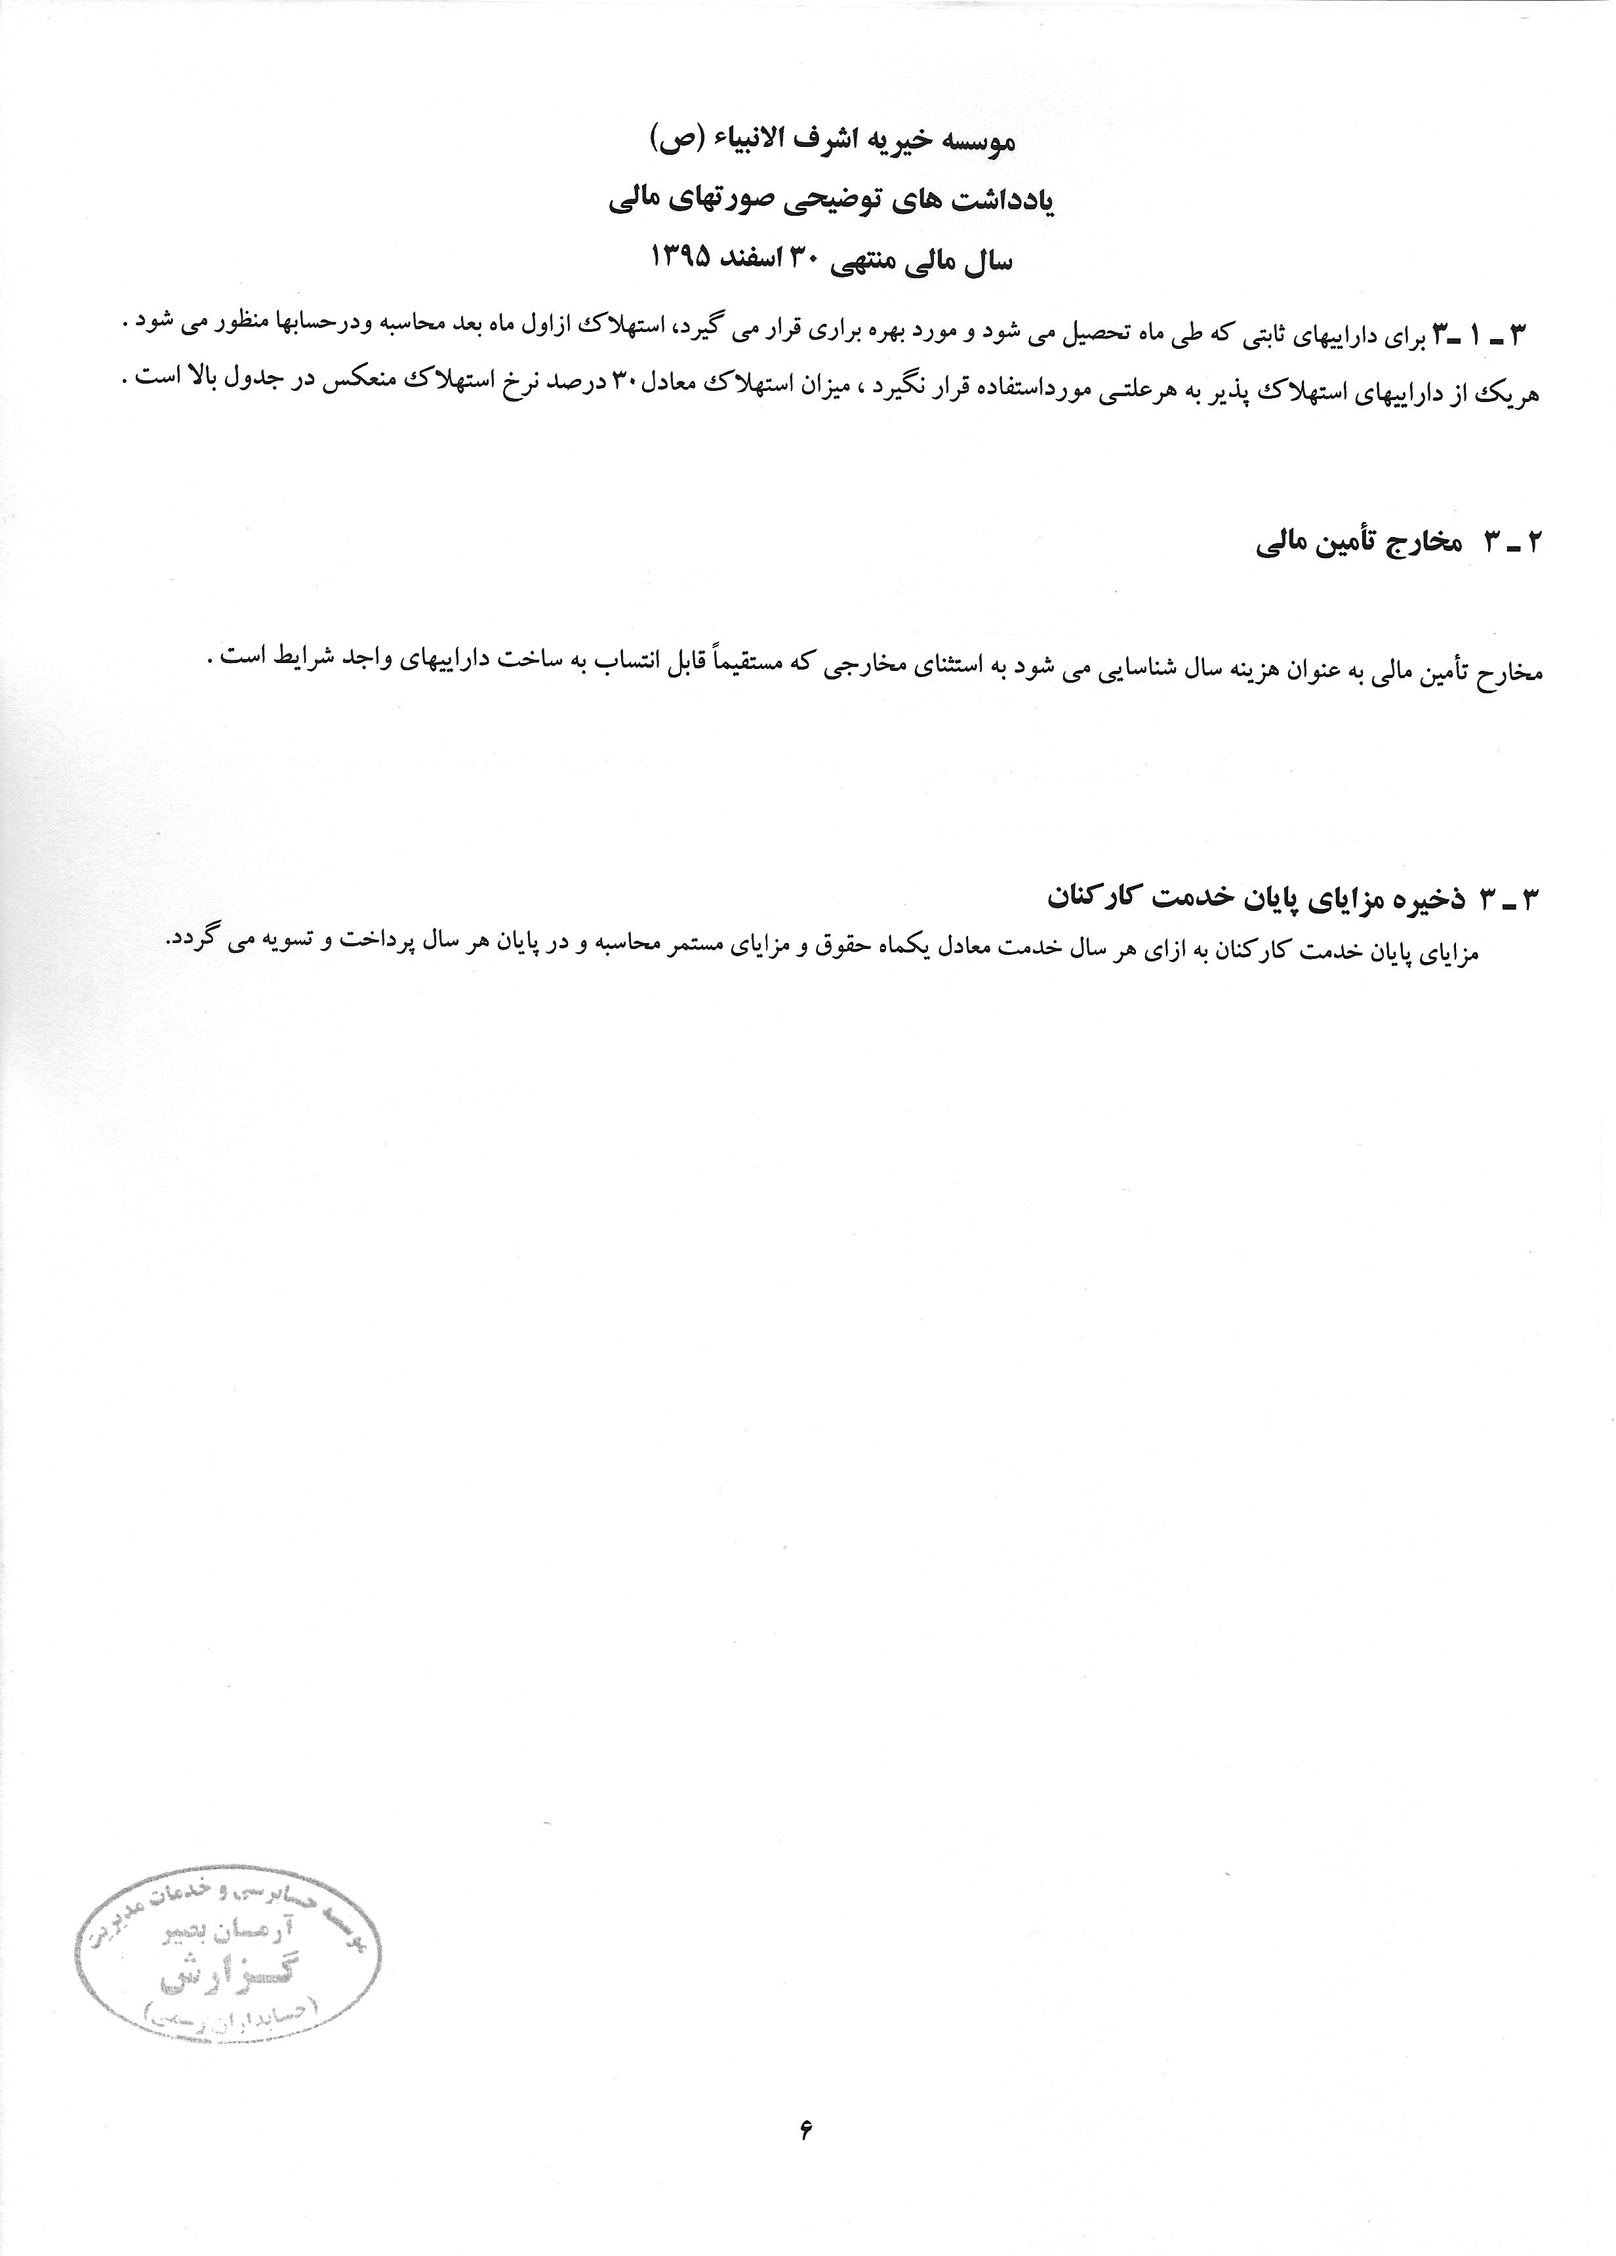 موسسه خیریه اشرف الانبیاء (ص)
یادداشت های توضیحی صورتهای مالی
سال مالی منتهی ۳۰ اسفند ۱۳۹۵
۳ ـ ۱ ـ۳ برای داراییهای ثابتی که طی ماه تحصیل می شود و مورد بهره براری قرار می گیرد، استهلاک ازاول ماه بعد محاسبه ودرحسابها منظور می شود .
هریک از داراییهای استهلاک پذیر به هرعلتـی مورداستفاده قرار نگیرد ، میزان استهلاک معادل۳۰ درصد نرخ استهلاک منعکس در جدول بالا است .
۲ ـ ۳ مخارج تأمین مالی
مخارح تأمین مالی به عنوان هزینه سال شناسایی می شود به استثنای مخارجی که مستقیماً قابل انتساب به ساخت داراییهای واجد شرایط است .
۳ ـ ۳ ذخیره مزایای پایان خدمت کارکنان
مزایای پایان خدمت کارکنان به ازای هر سال خدمت معادل یکماه حقوق و مزایای مستمر محاسبه و در پایان هر سال پرداخت و تسویه می گردد.
موسسه حسابرسی و خدمات مدیریت
آرمـان بصیر
گـزارش
(حسابداران رسمی)
۶